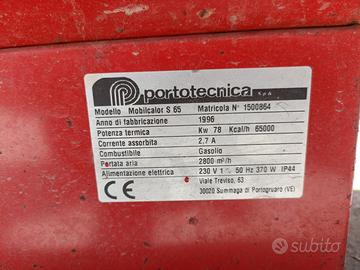 portotecnica S.p.A.
Modello Mobilcalor S 65 Matricola N° 1500864
Anno di fabbricazione 1996
Potenza termica Kw 78 Kcal/h 65000
Corrente assorbita 2.7 A
Combustibile Gasolio
Portata aria 2800 m³/h
Alimentazione elettrica 230 V 1~ 50 Hz 370 W IP44
CE Viale Treviso, 63
30020 Summaga di Portogruaro (VE)
subito